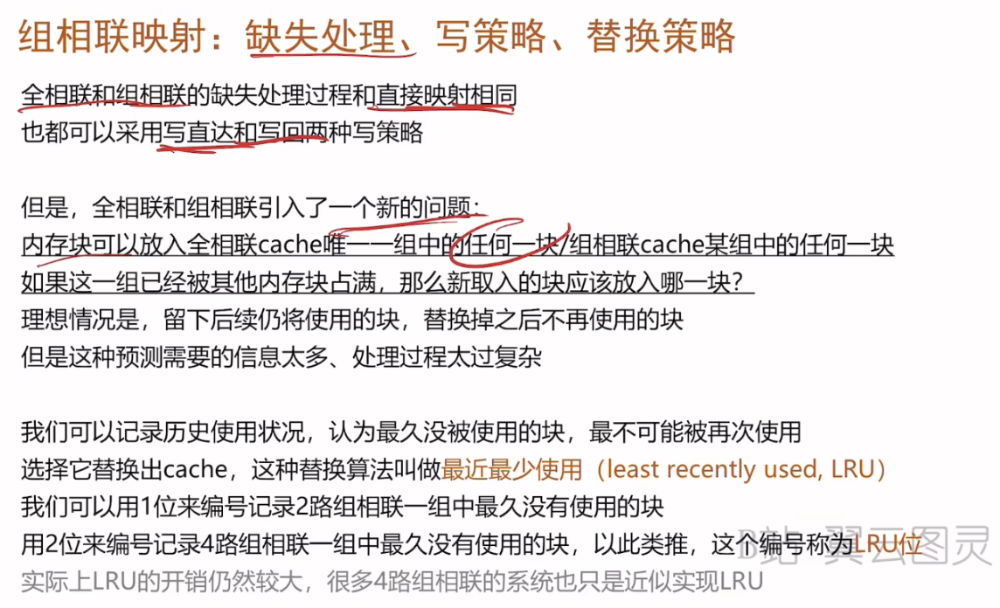 组相联映射：缺失处理、写策略、替换策略
全相联和组相联的缺失处理过程和直接映射相同
也都可以采用写直达和写回两种写策略
但是，全相联和组相联引入了一个新的问题：
内存块可以放入全相联cache唯一一组中的任何一块/组相联cache某组中的任何一块
如果这一组已经被其他内存块占满，那么新取入的块应该放入哪一块？
理想情况是，留下后续仍将使用的块，替换掉之后不再使用的块
但是这种预测需要的信息太多、处理过程太过复杂
我们可以记录历史使用状况，认为最久没被使用的块，最不可能被再次使用
选择它替换出cache，这种替换算法叫做最近最少使用（least recently used, LRU）
我们可以用1位来编号记录2路组相联一组中最久没有使用的块
用2位来编号记录4路组相联一组中最久没有使用的块，以此类推，这个编号称为LRU位
B站 翼云图灵
实际上LRU的开销仍然较大，很多4路组相联的系统也只是近似实现LRU